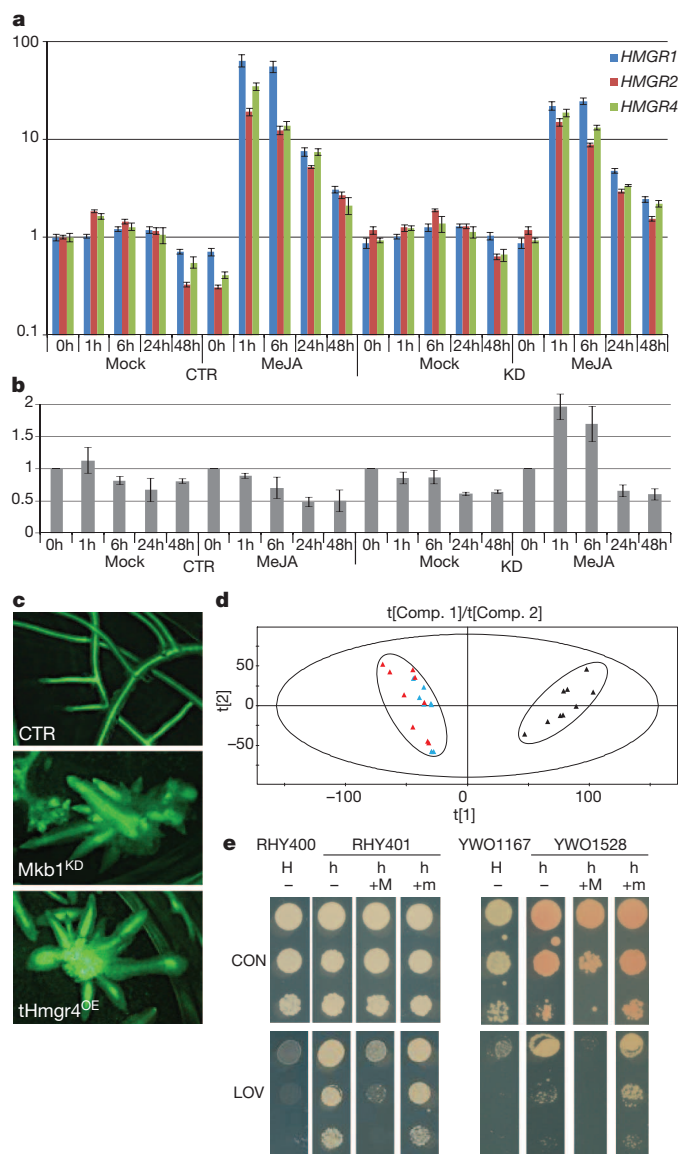 a
100
HMGR1
HMGR2
HMGR4
10
1
0.1
0h 1h 6h 24h 48h 0h 1h 6h 24h 48h 0h 1h 6h 24h 48h 0h 1h 6h 24h 48h
Mock MeJA Mock MeJA
CTR KD
b
2
1.5
1
0.5
0
0h 1h 6h 24h 48h 0h 1h 6h 24h 48h 0h 1h 6h 24h 48h 0h 1h 6h 24h 48h
Mock MeJA Mock MeJA
CTR KD
c
CTR
Mkb1KD
tHmgr4OE
d
t[Comp. 1]/t[Comp. 2]
t[2]
50
0
−50
−100 0 100
t[1]
e
RHY400 RHY401 YWO1167 YWO1528
H h h h H h h h
– – +M +m – – +M +m
CON
LOV